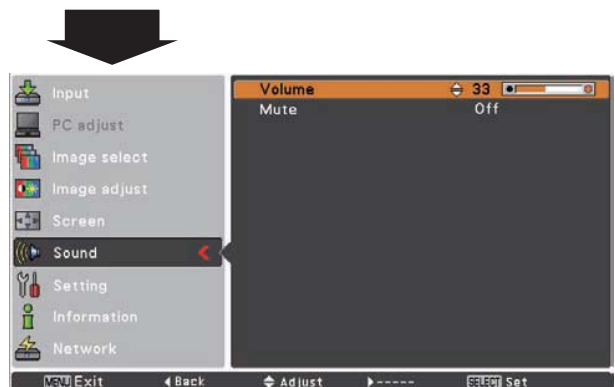 Input
PC adjust
Image select
Image adjust
Screen
Sound
Setting
Information
Network
Volume 33
Mute Off
MENU Exit Back Adjust ----- SELECT Set